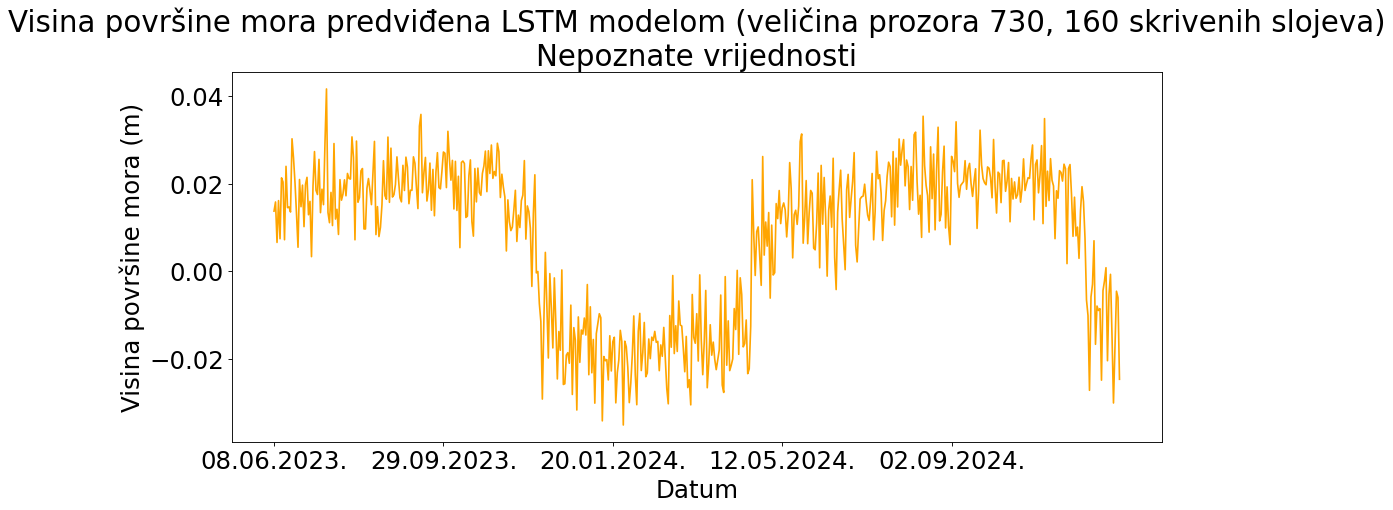 Visina površine mora predviđena LSTM modelom (veličina prozora 730, 160 skrivenih slojeva)
Nepoznate vrijednosti
Visina površine mora (m)
0.04
0.02
0.00
−0.02
08.06.2023. 29.09.2023. 20.01.2024. 12.05.2024. 02.09.2024.
Datum